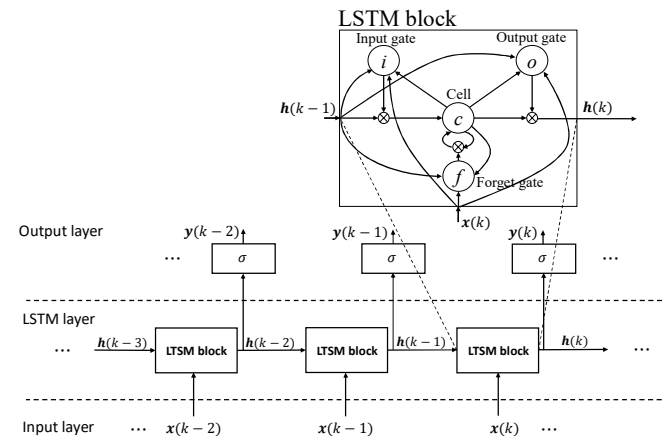 LSTM block
Input gate
Output gate
i
o
Cell
h(k−1)
c
h(k)
⊗
⊗
⊗
f
Forget gate
x(k)
Output layer
y(k−2)
y(k−1)
y(k)
⋯
σ
σ
σ
⋯
LSTM layer
⋯
h(k−3)
LTSM block
h(k−2)
LTSM block
h(k−1)
LTSM block
h(k)
⋯
Input layer
⋯
x(k−2)
x(k−1)
x(k)
⋯